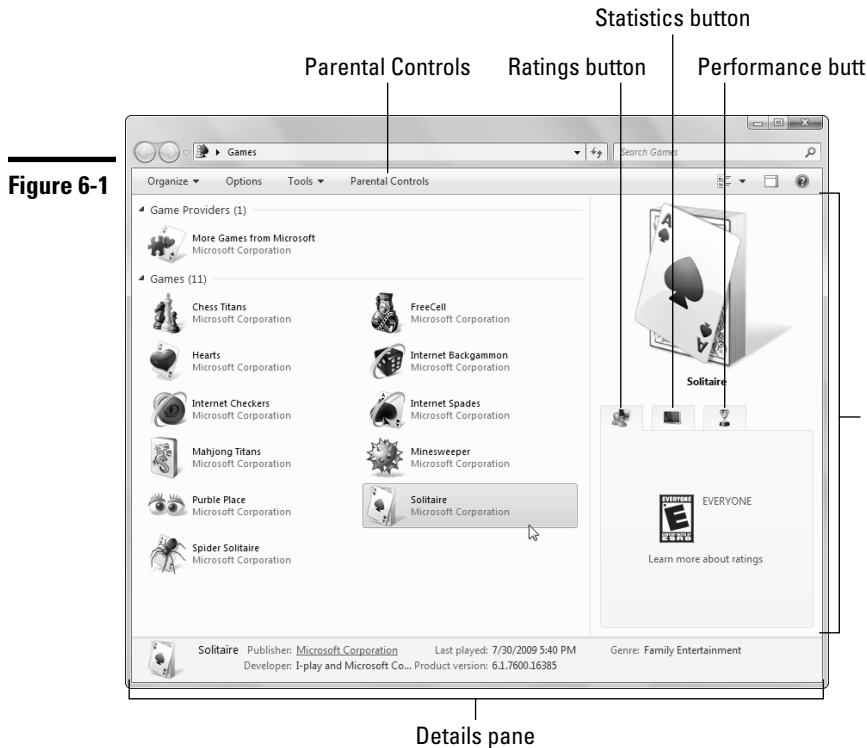 Statistics button
Parental Controls
Ratings button
Performance butt
Figure 6-1
Games
Search Games
Organize
Options
Tools
Parental Controls
Game Providers (1)
More Games from Microsoft
Microsoft Corporation
Games (11)
Chess Titans
Microsoft Corporation
FreeCell
Microsoft Corporation
Hearts
Microsoft Corporation
Internet Backgammon
Microsoft Corporation
Internet Checkers
Microsoft Corporation
Internet Spades
Microsoft Corporation
Mahjong Titans
Microsoft Corporation
Minesweeper
Microsoft Corporation
Purble Place
Microsoft Corporation
Solitaire
Microsoft Corporation
Spider Solitaire
Microsoft Corporation
A
A
Solitaire
EVERYONE
E
CONTENT RATED BY
ESRB
EVERYONE
Learn more about ratings
Solitaire Publisher: Microsoft Corporation Last played: 7/30/2009 5:40 PM Genre: Family Entertainment
Developer: I-play and Microsoft Co... Product version: 6.1.7600.16385
Details pane